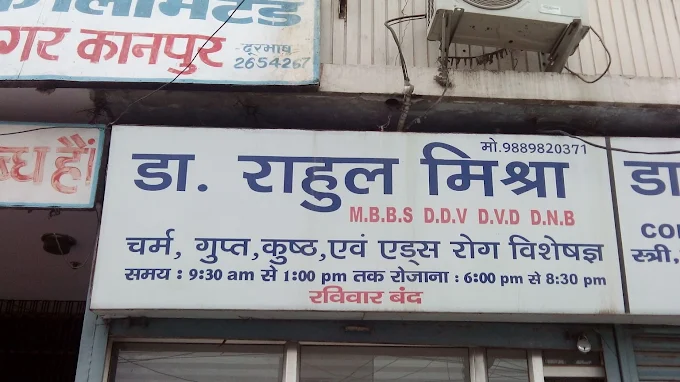 लिमिटेड
नगर कानपुर
-दूरभाष-
2654267
ब्ध हैं।
मो.9889820371
डा. राहुल मिश्रा
M.B.B.S D.D.V D.V.D D.N.B
चर्म, गुप्त,कुष्ठ,एवं एड्स रोग विशेषज्ञ
समय : 9:30 am से 1:00 pm तक रोजाना : 6:00 pm से 8:30 pm
रविवार बंद
डा
स्त्री,